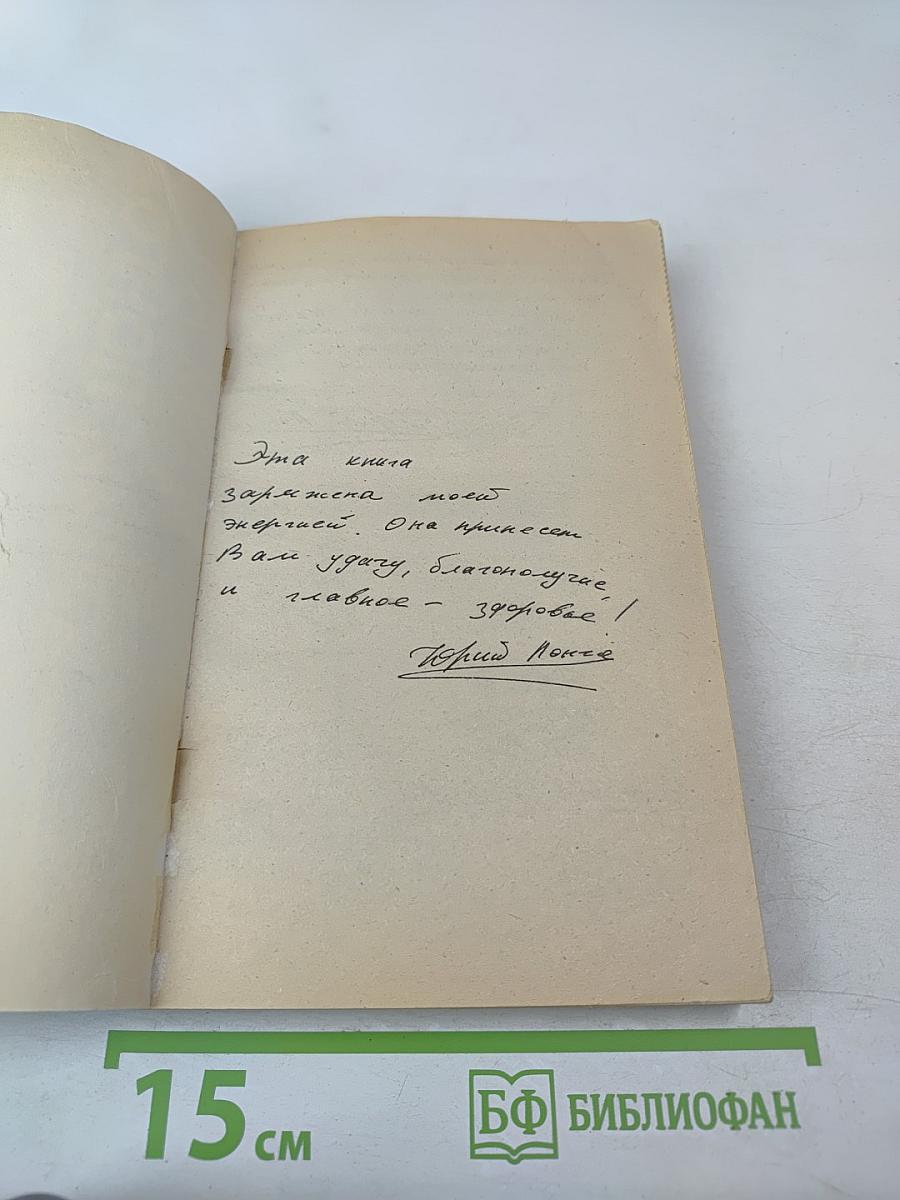 Эта книга
заряжена моей
энергией. Она принесет
Вам удачу, благополучие,
и главное – здоровье!
Юрий Лонго
15 см
БФ БИБЛИОФАН